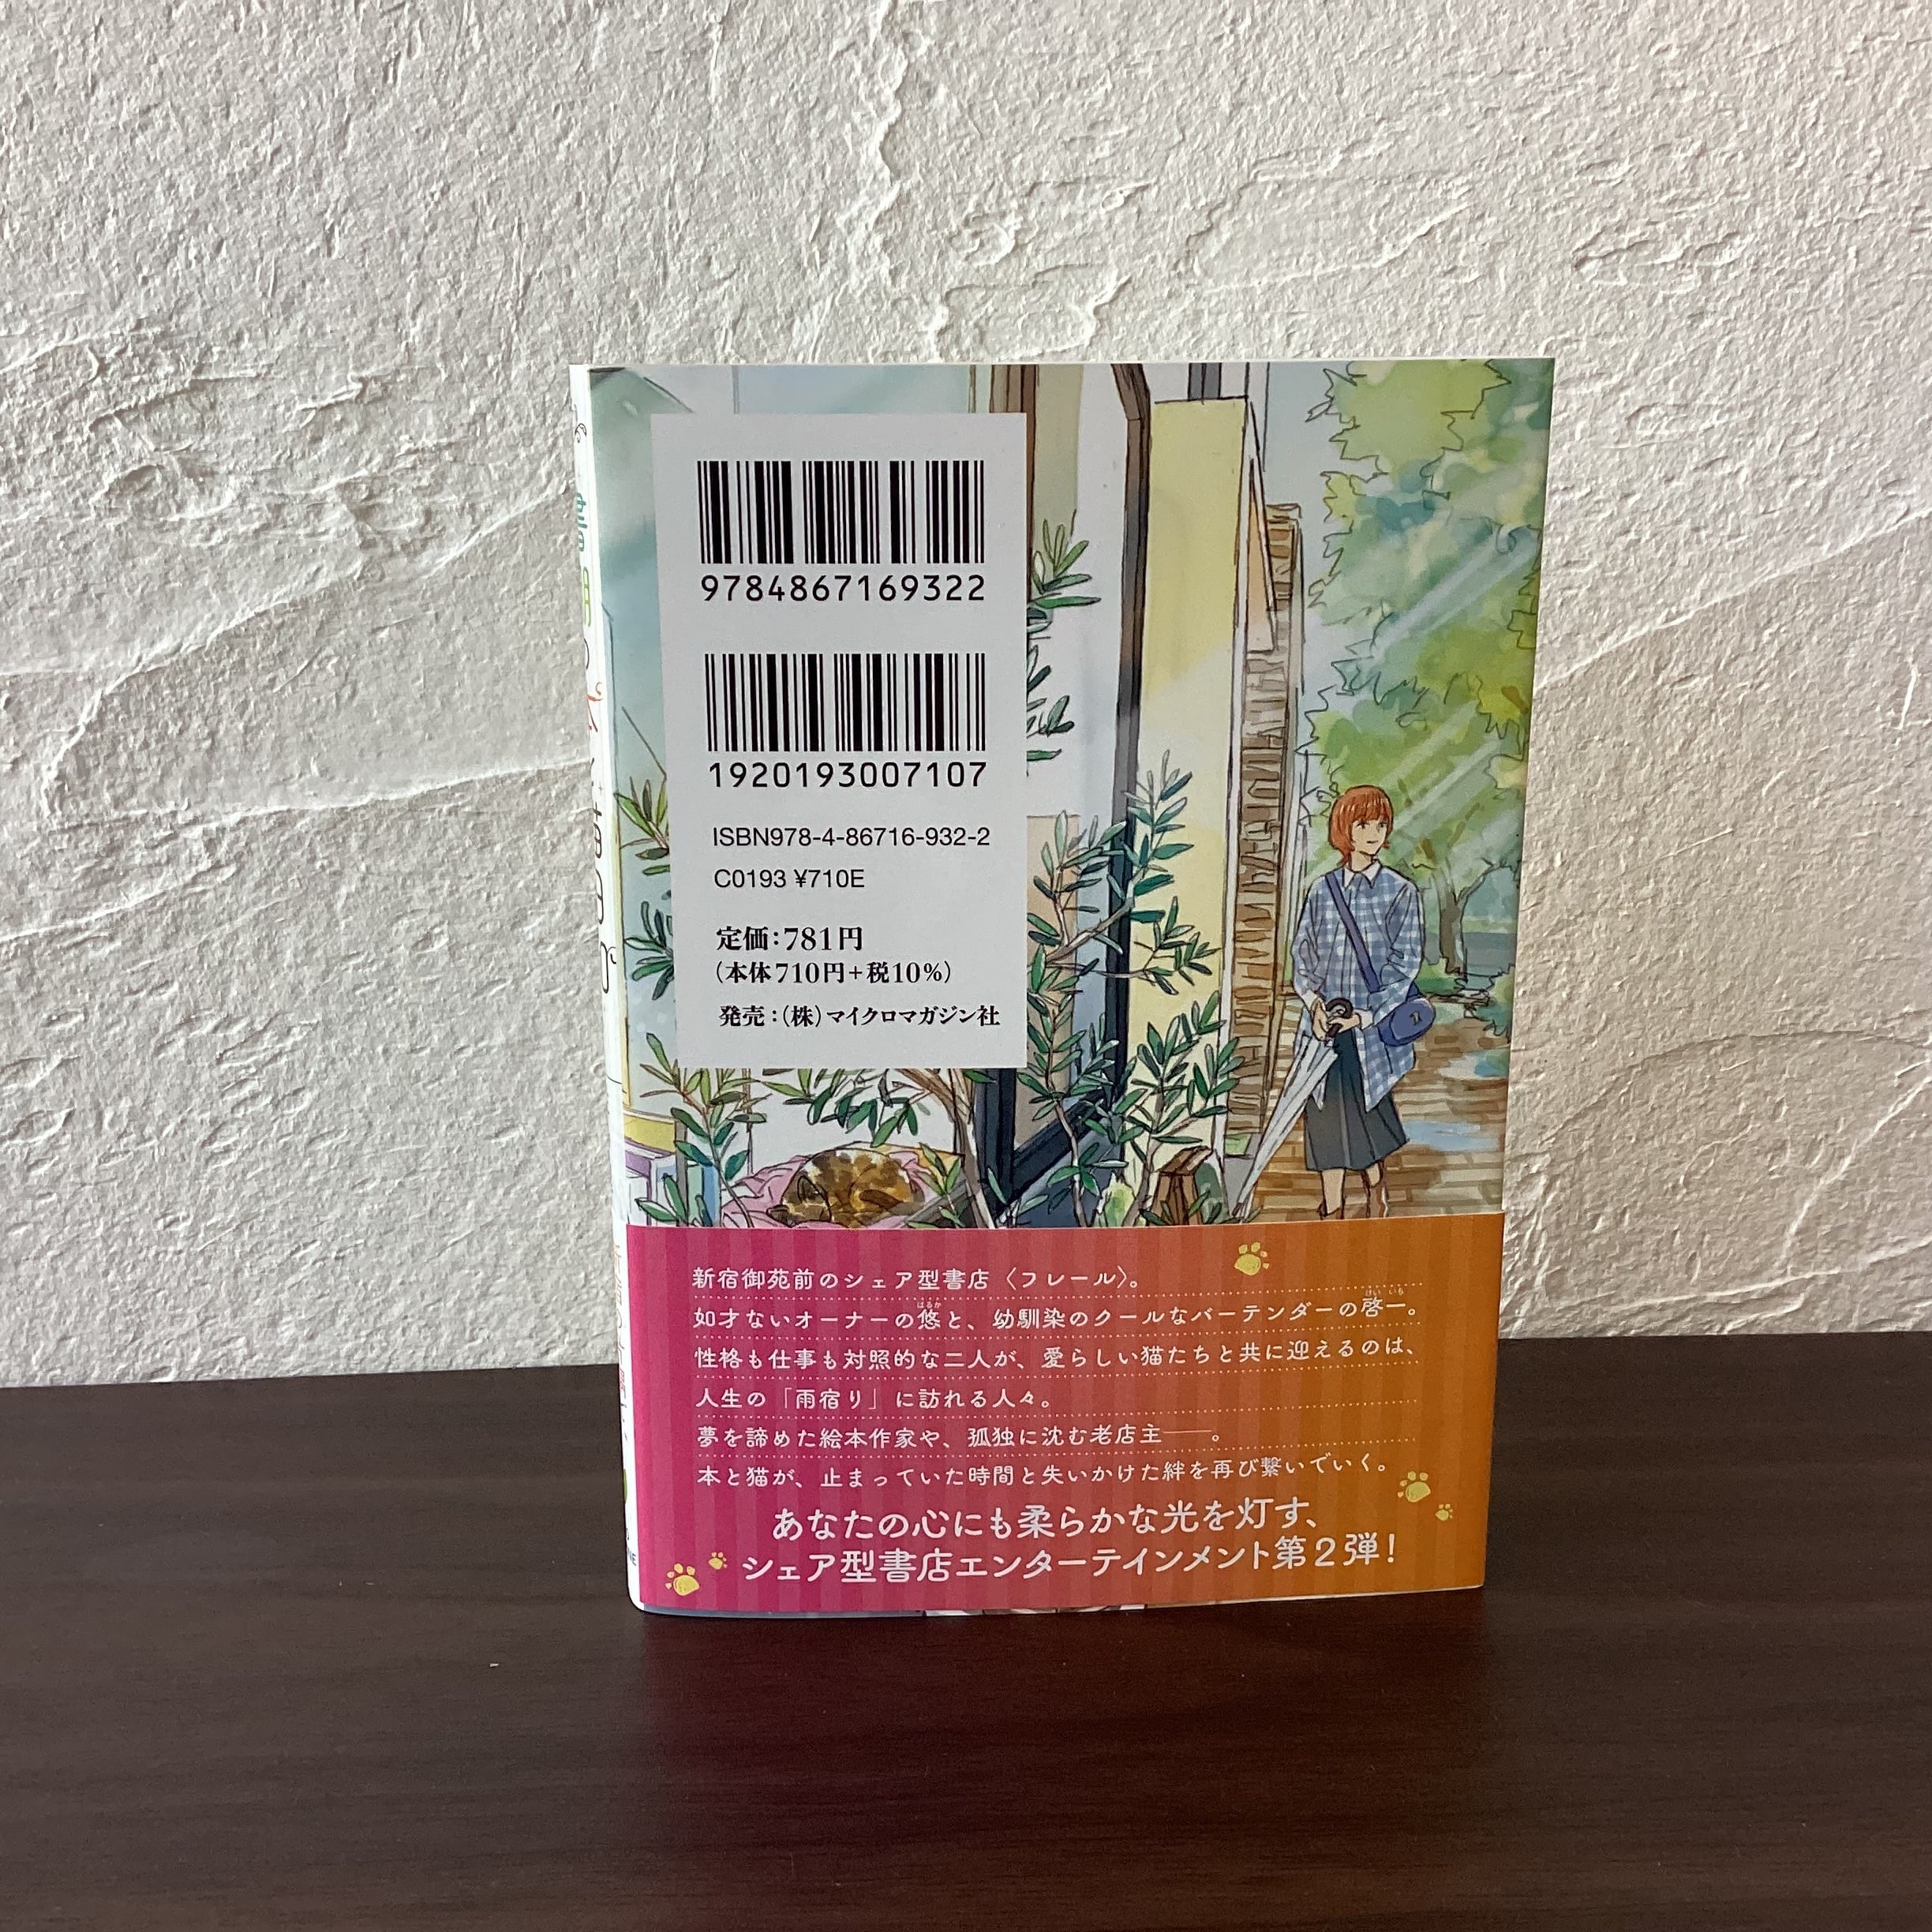 9784867169322
1920193007107
ISBN978-4-86716-932-2
C0193 ¥710E
定価：781円
（本体710円＋税10％）
発売：（株）マイクロマガジン社
新宿御苑前のシェア型書店〈フレール〉。
如才ないオーナーの悠と、幼馴染のクールなバーテンダーの啓一。
はるか
けいいち
性格も仕事も対照的な二人が、愛らしい猫たちと共に迎えるのは、
人生の「雨宿り」に訪れる人々。
夢を諦めた絵本作家や、孤独に沈む老店主――。
本と猫が、止まっていた時間と失いかけた絆を再び繋いでいく。
あなたの心にも柔らかな光を灯す、
シェア型書店エンターテインメント第2弾！